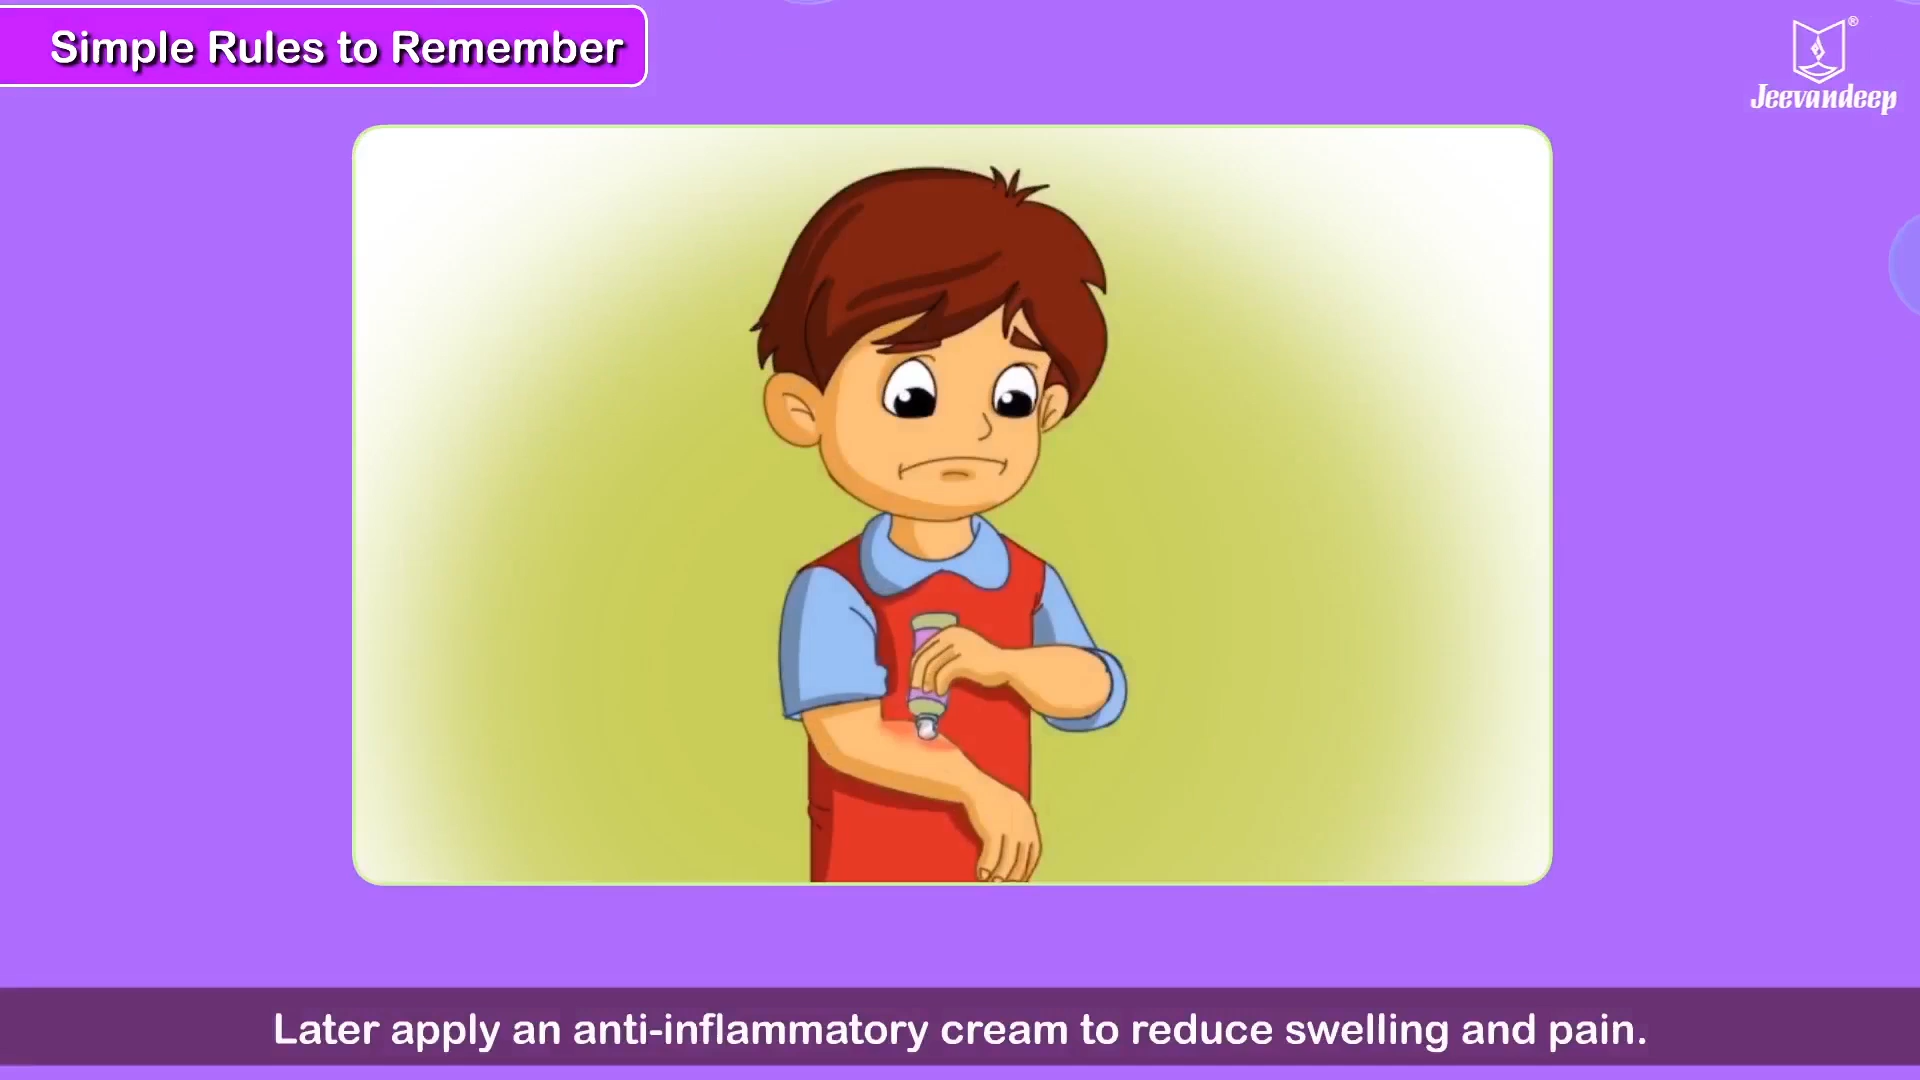 Simple Rules to Remember
®
Jeevandeep
Later apply an anti-inflammatory cream to reduce swelling and pain.